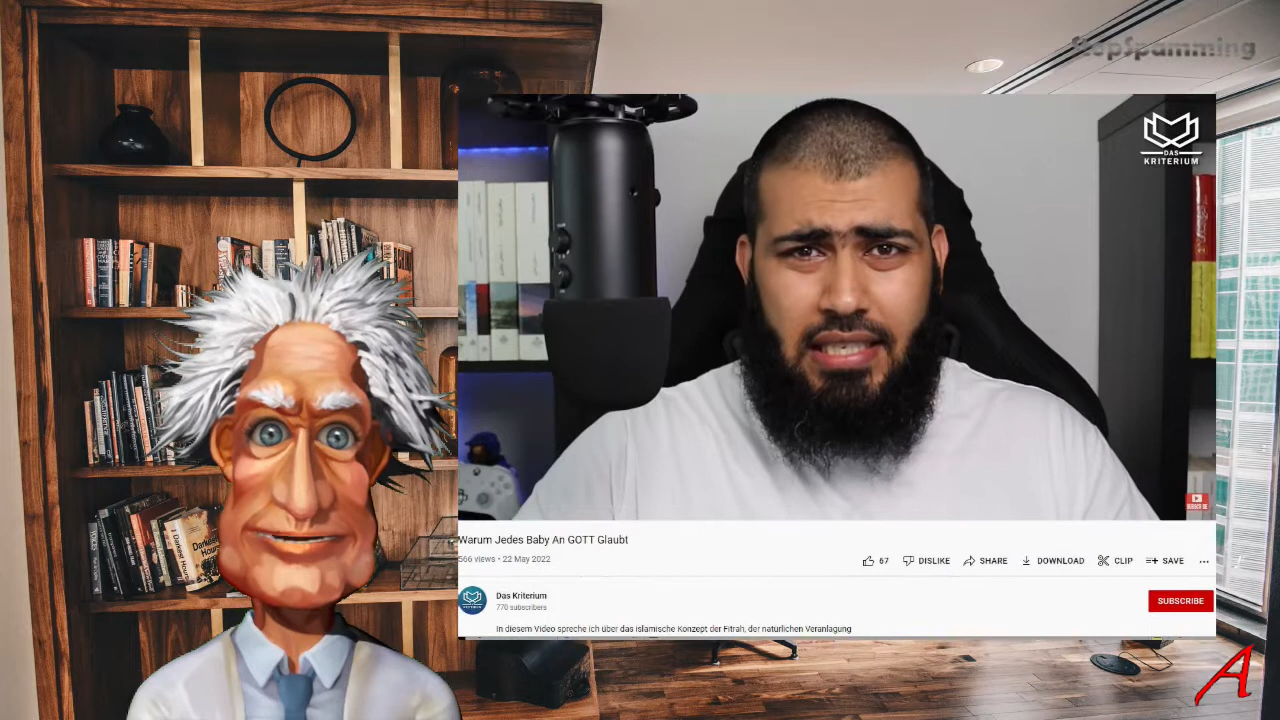 StopSpamming
DAS
KRITERIUM
SUBSCRIBE
Warum Jedes Baby An GOTT Glaubt
566 views • 22 May 2022
67 DISLIKE SHARE DOWNLOAD CLIP SAVE
Das Kriterium
770 subscribers
SUBSCRIBE
In diesem Video spreche ich über das islamische Konzept der Fitrah, der natürlichen Veranlagung
A